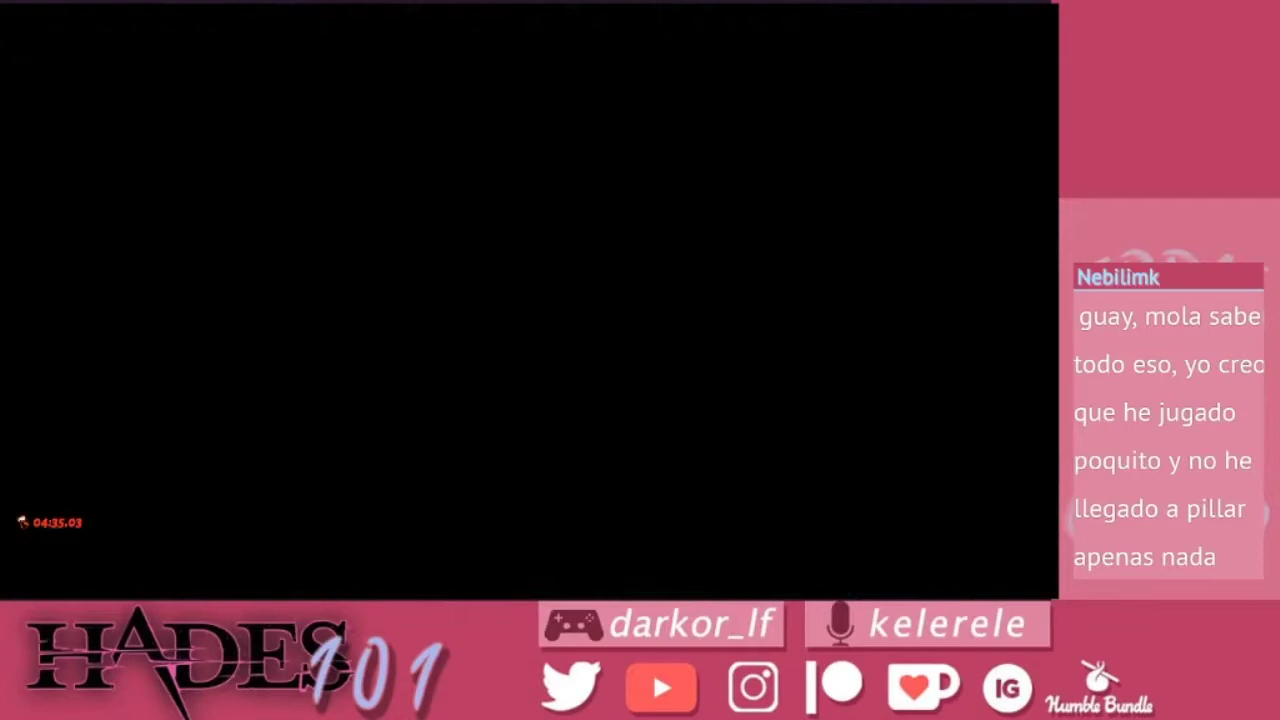 Nebilimk
guay, mola sabe
todo eso, yo creo
que he jugado
poquito y no he
llegado a pillar
apenas nada
04:35.03
HADES 101
darkor_lf
kelerele
IG
Humble Bundle